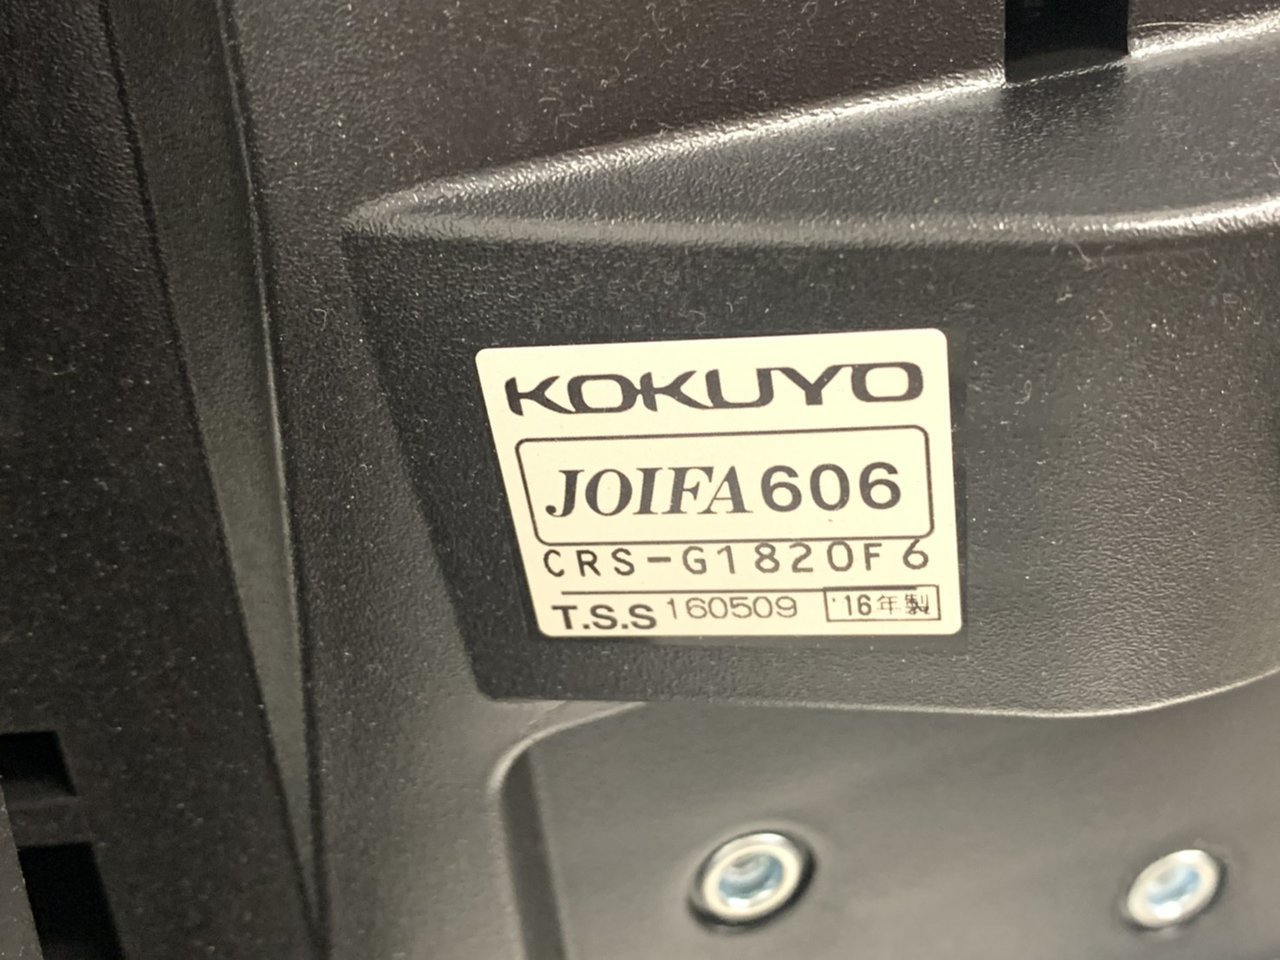 KOKUYO
JOIFA606
CRS-G1820F6
T.S.S 160509 '16年製